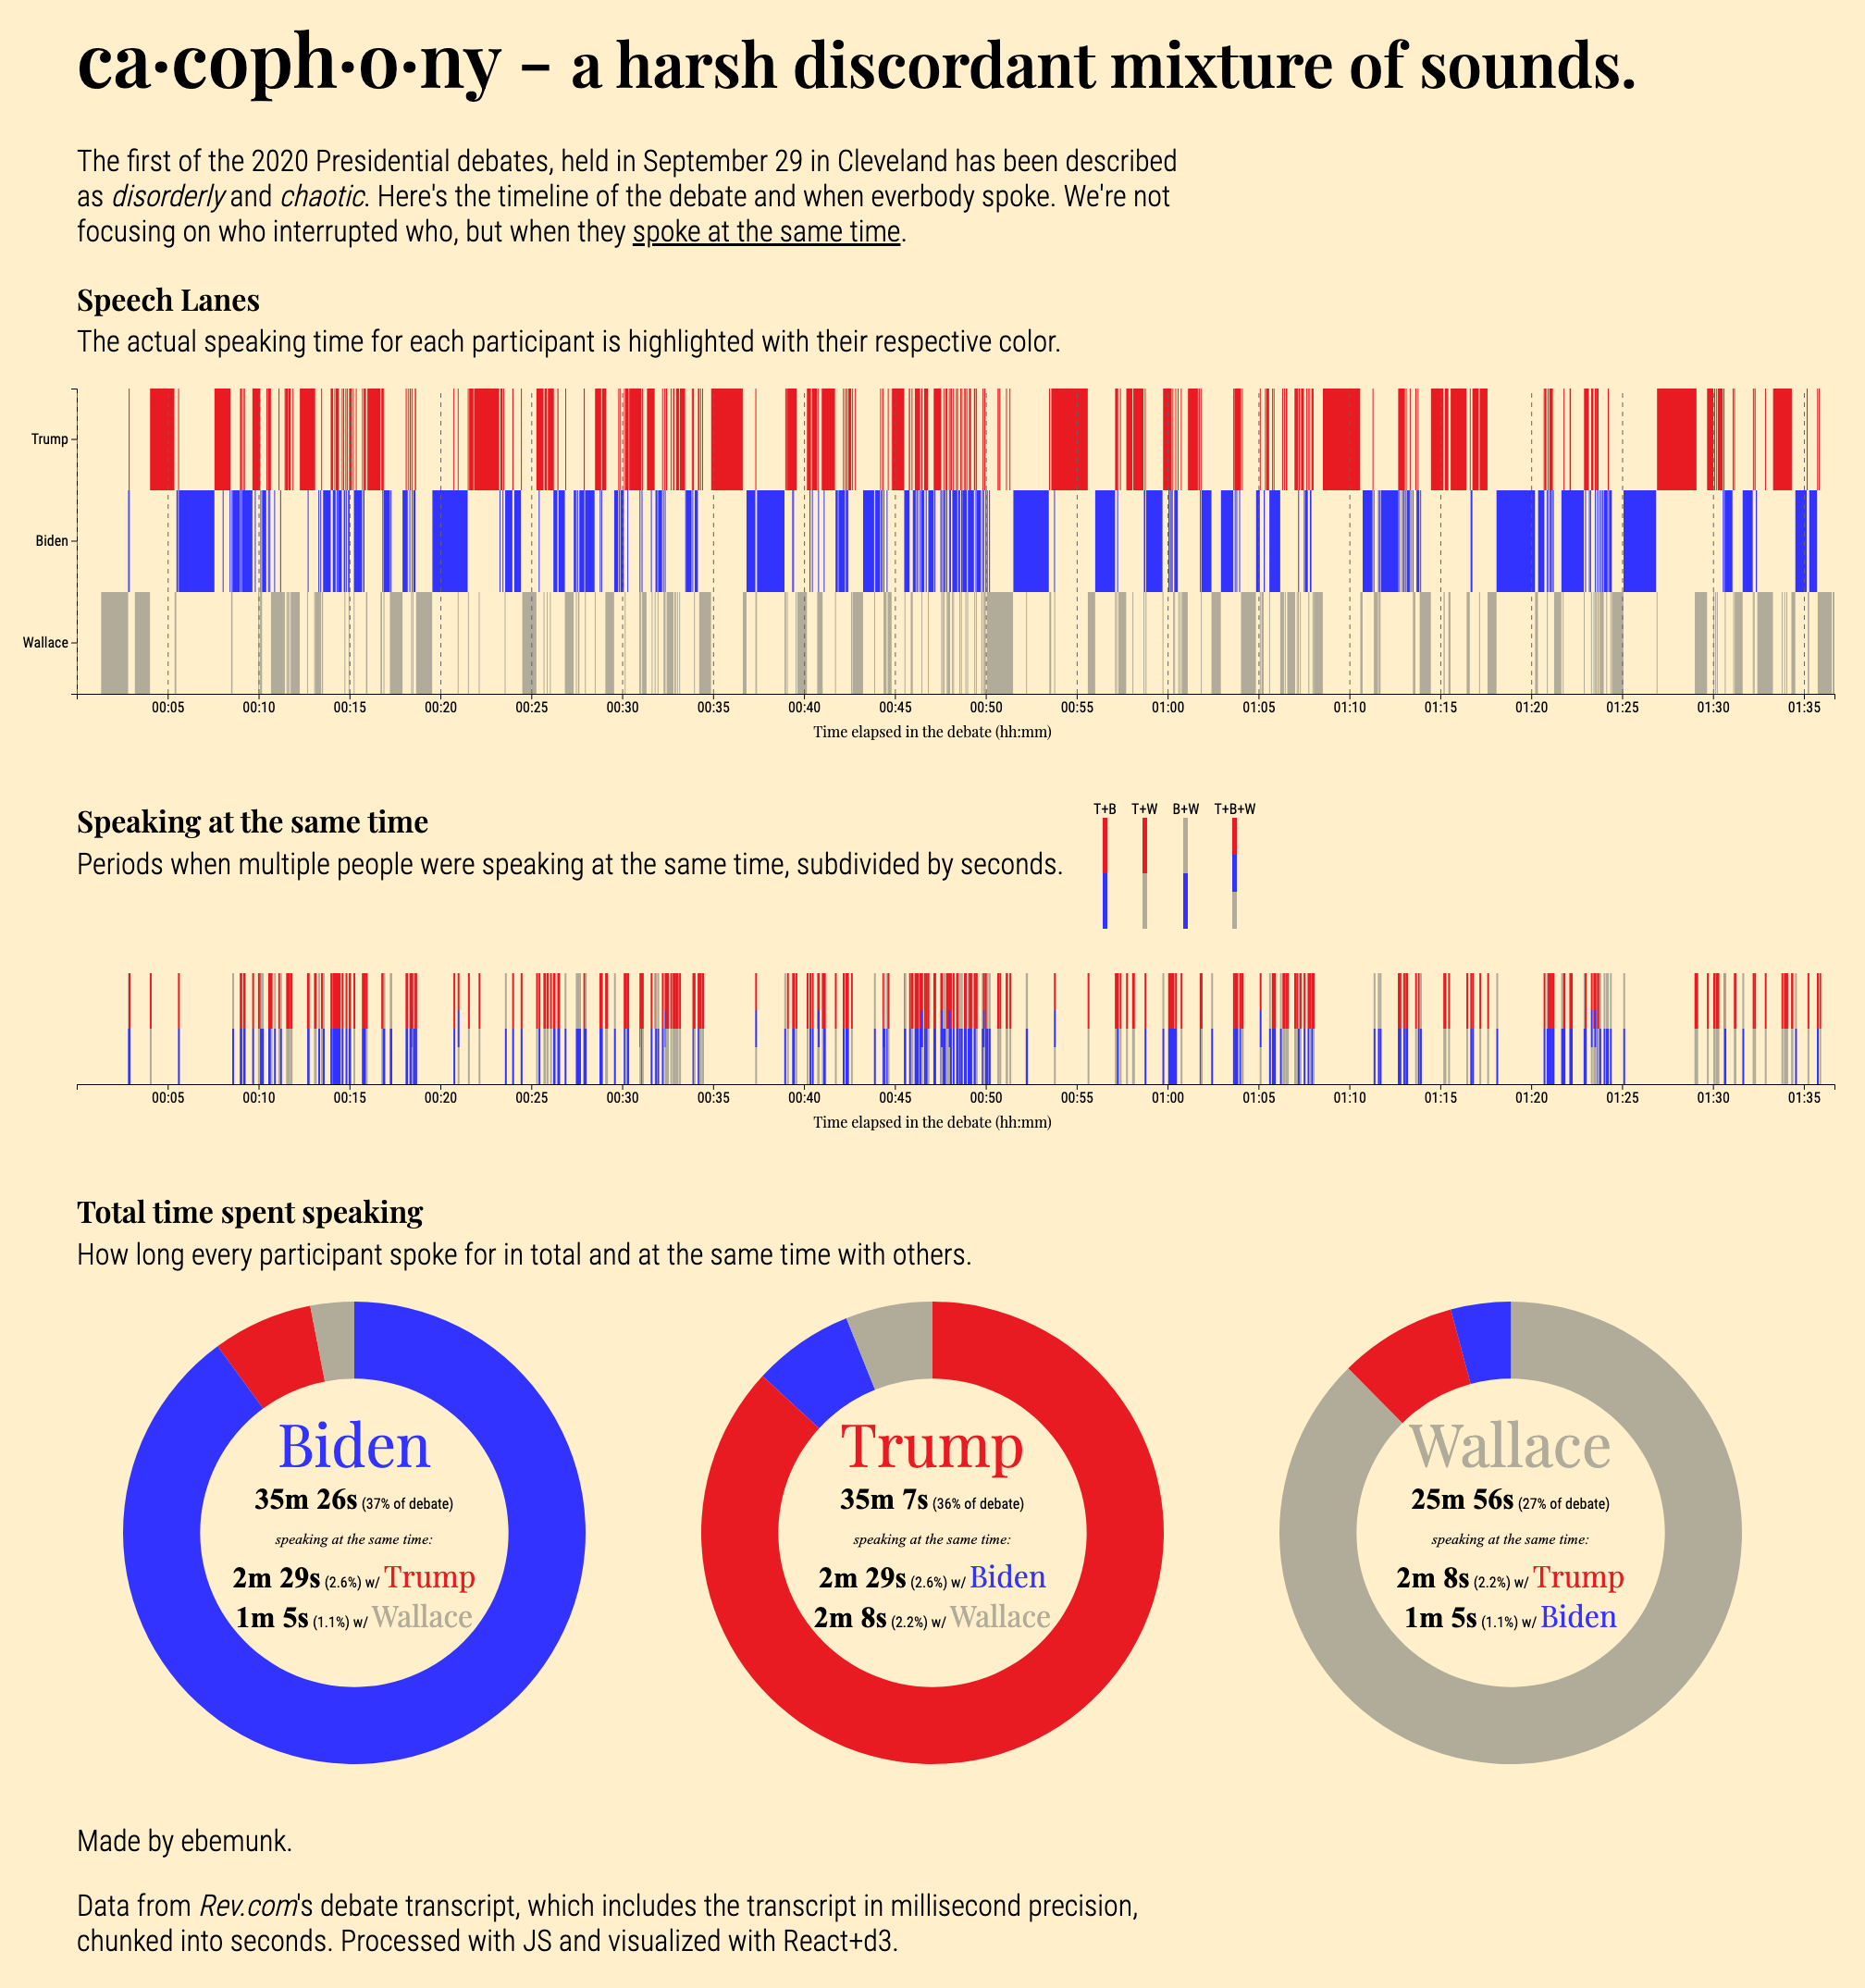 ca·coph·o·ny – a harsh discordant mixture of sounds.
The first of the 2020 Presidential debates, held in September 29 in Cleveland has been described
as disorderly and chaotic. Here's the timeline of the debate and when everbody spoke. We're not
focusing on who interrupted who, but when they spoke at the same time.
Speech Lanes
The actual speaking time for each participant is highlighted with their respective color.
Trump
Biden
Wallace
00:05 00:10 00:15 00:20 00:25 00:30 00:35 00:40 00:45 00:50 00:55 01:00 01:05 01:10 01:15 01:20 01:25 01:30 01:35
Time elapsed in the debate (hh:mm)
T+B T+W B+W T+B+W
Speaking at the same time
Periods when multiple people were speaking at the same time, subdivided by seconds.
00:05 00:10 00:15 00:20 00:25 00:30 00:35 00:40 00:45 00:50 00:55 01:00 01:05 01:10 01:15 01:20 01:25 01:30 01:35
Time elapsed in the debate (hh:mm)
Total time spent speaking
How long every participant spoke for in total and at the same time with others.
Biden
35m 26s (37% of debate)
speaking at the same time:
2m 29s (2.6%) w/ Trump
1m 5s (1.1%) w/ Wallace
Trump
35m 7s (36% of debate)
speaking at the same time:
2m 29s (2.6%) w/ Biden
2m 8s (2.2%) w/ Wallace
Wallace
25m 56s (27% of debate)
speaking at the same time:
2m 8s (2.2%) w/ Trump
1m 5s (1.1%) w/ Biden
Made by ebemunk.
Data from Rev.com's debate transcript, which includes the transcript in millisecond precision,
chunked into seconds. Processed with JS and visualized with React+d3.